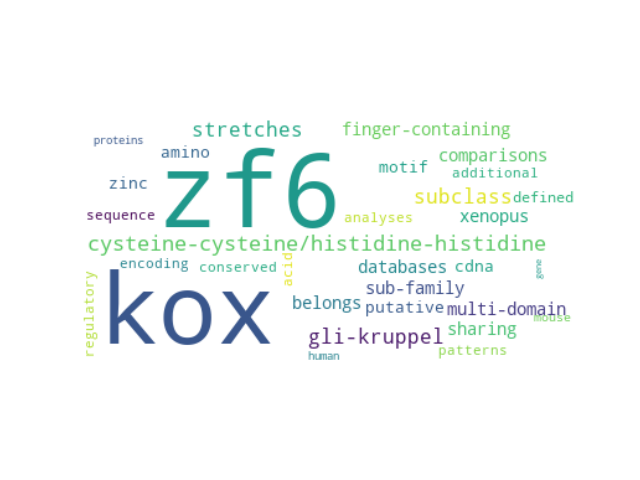 stretches finger-containing
proteins
amino comparisons
zf6 motif additional
zinc subclass defined
sequence analyses xenopus
cysteine-cysteine/histidine-histidine
encoding conserved acid databases cdna gene
regulatory kox sub-family
belongs putative multi-domain
mouse
gli-kruppel sharing
human patterns